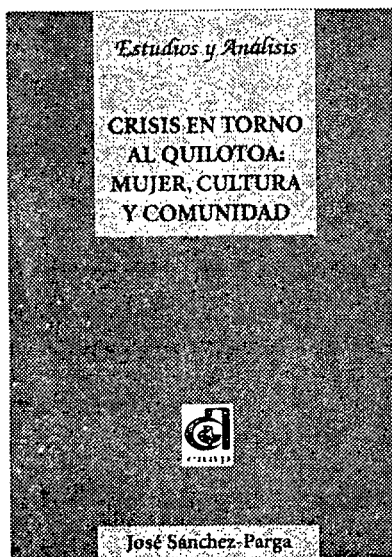 Estudios y Análisis
CRISIS EN TORNO
AL QUILOTOA:
MUJER, CULTURA
Y COMUNIDAD
caap
José Sánchez-Parga